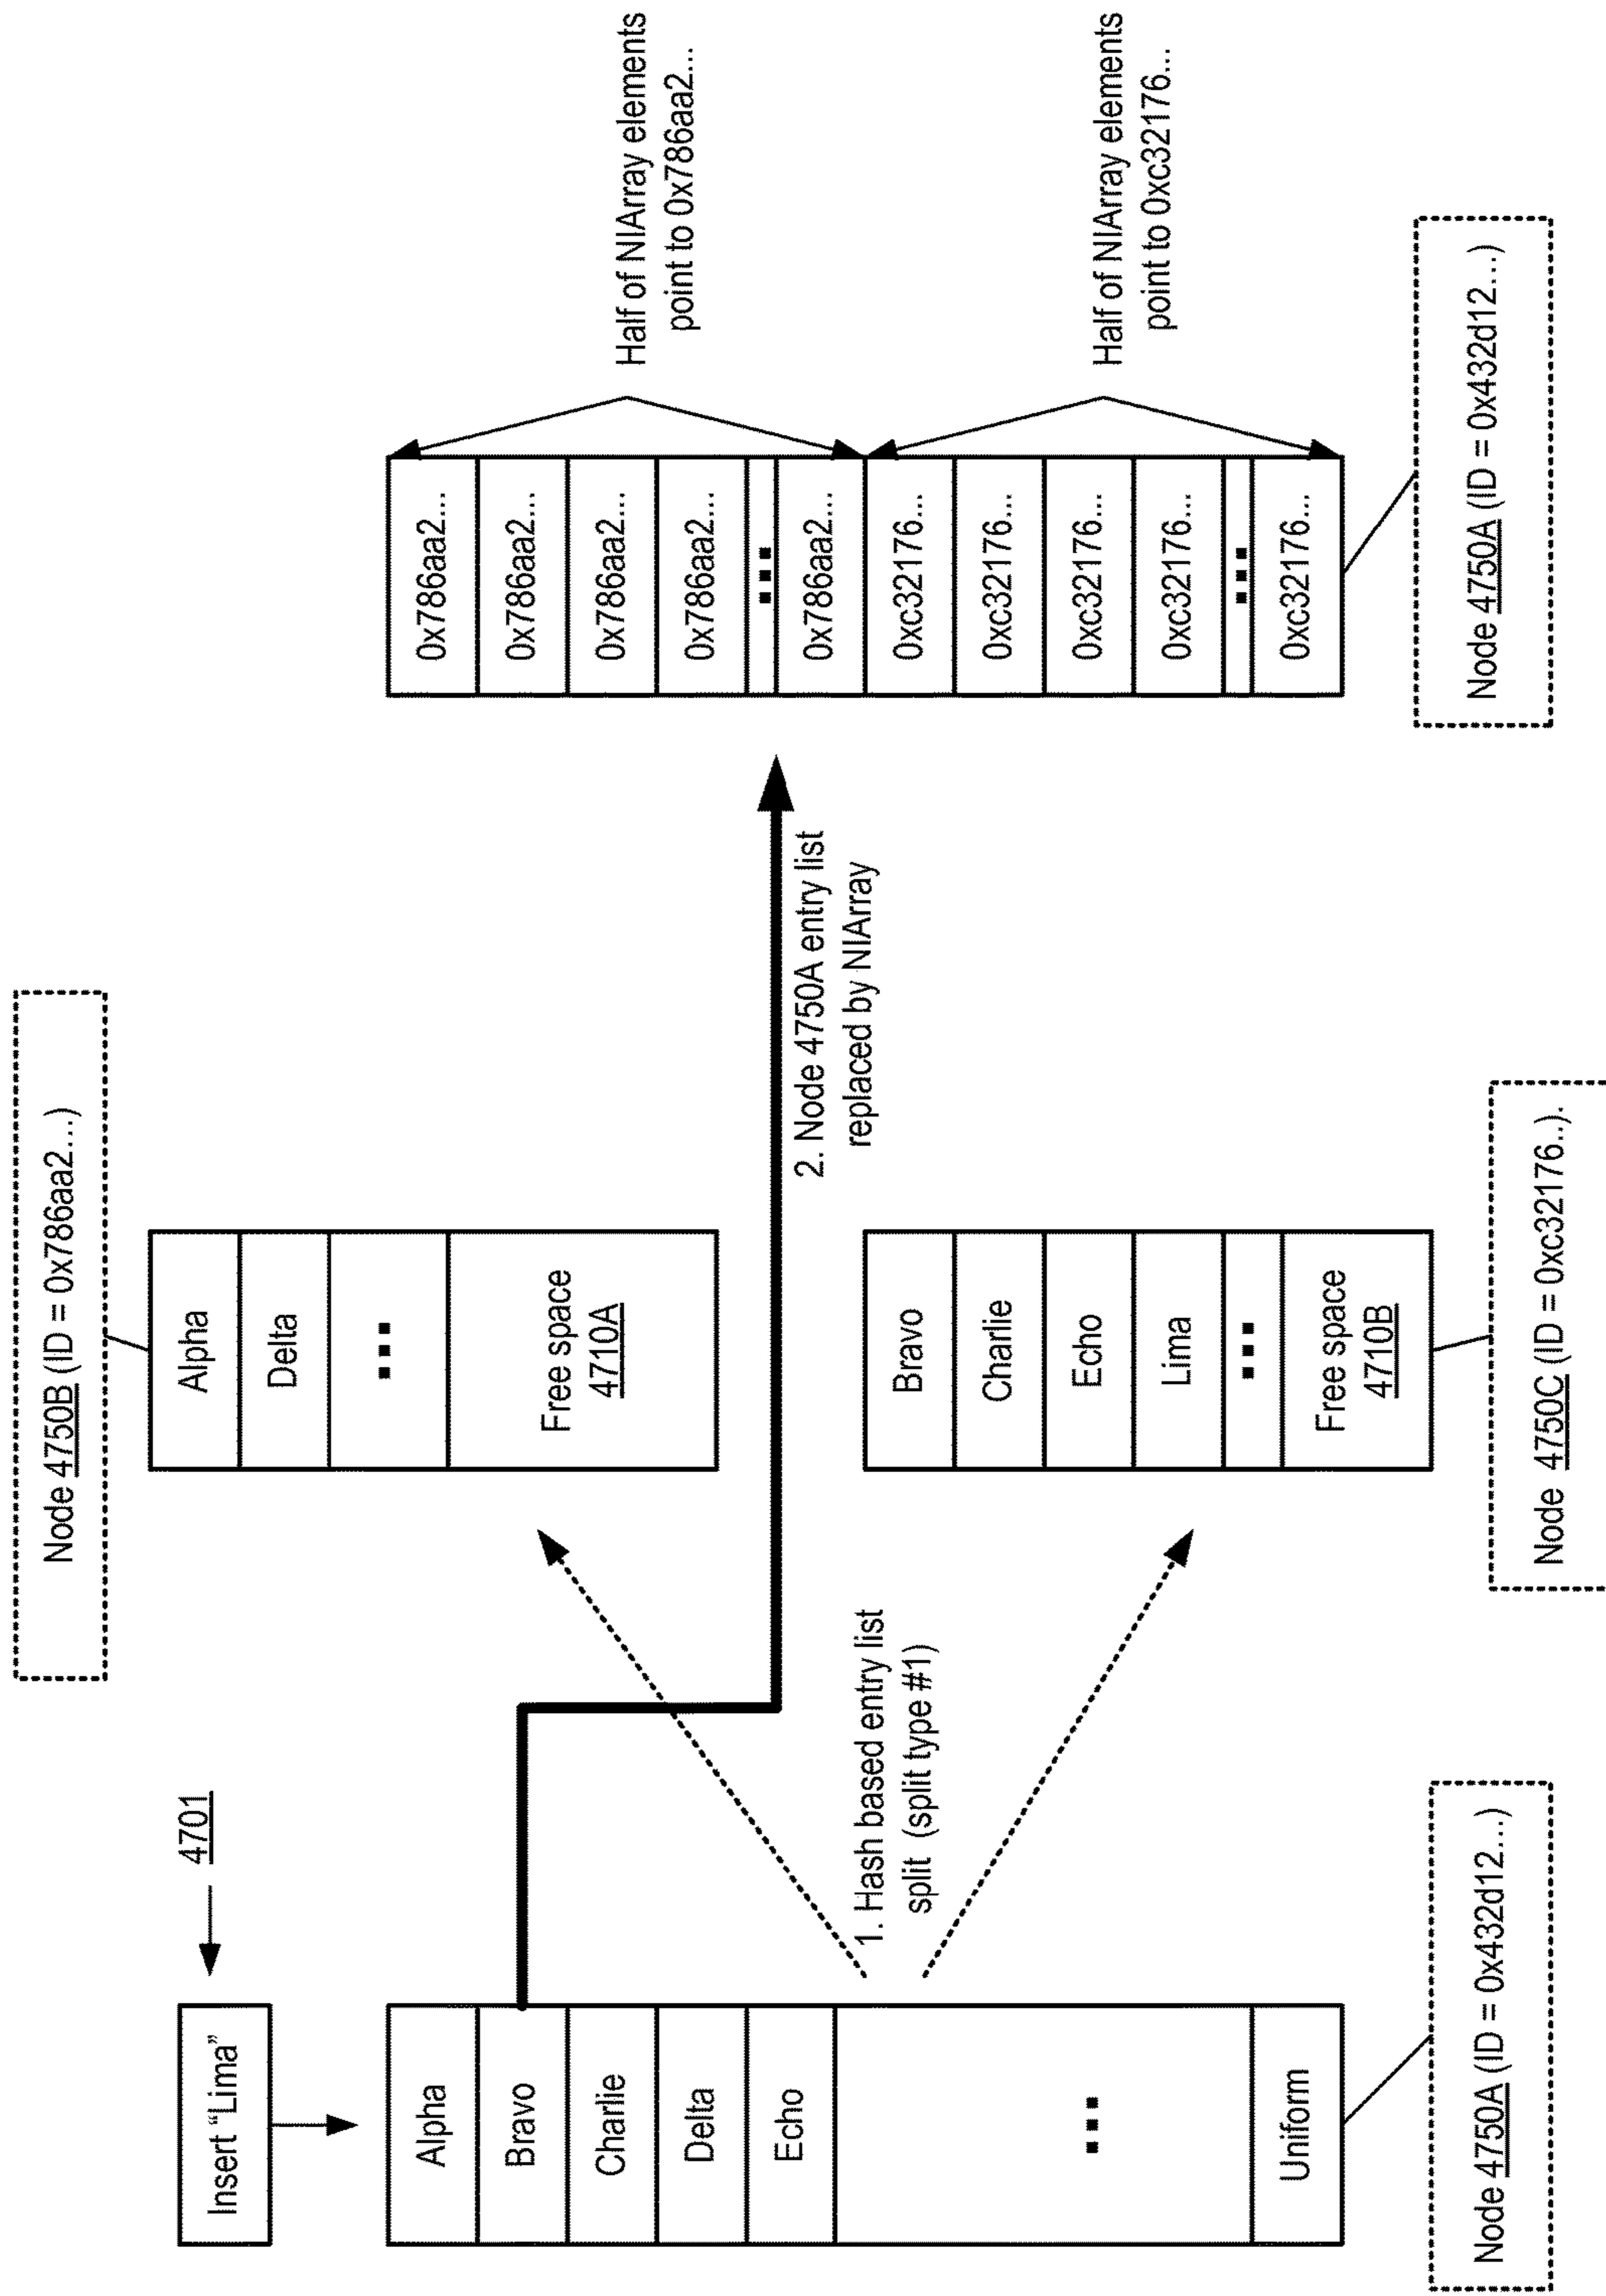 Insert “Lima”
4701
Alpha
Bravo
Charlie
Delta
Echo
...
Uniform
Node 4750A (ID = 0x432d12...)
1. Hash based entry list
split (split type #1)
Node 4750B (ID = 0x786aa2...)
Alpha
Delta
...
Free space
4710A
2. Node 4750A entry list
replaced by NIArray
Bravo
Charlie
Echo
Lima
...
Free space
4710B
Node 4750C (ID = 0xc32176..).
0x786aa2...
0x786aa2...
0x786aa2...
0x786aa2...
...
0x786aa2...
0xc32176...
0xc32176...
0xc32176...
0xc32176...
...
0xc32176...
Half of NIArray elements
point to 0x786aa2...
Half of NIArray elements
point to 0xc32176...
Node 4750A (ID = 0x432d12...)